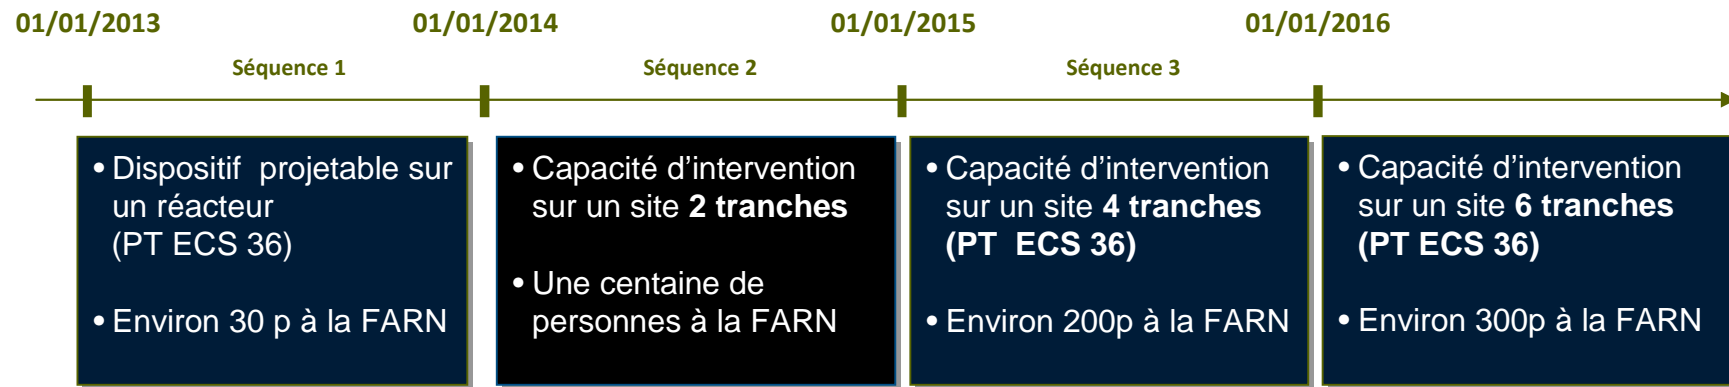 01/01/2013
01/01/2014
01/01/2015
01/01/2016
Séquence 1
Séquence 2
Séquence 3
• Dispositif projetable sur
un réacteur
(PT ECS 36)
• Environ 30 p à la FARN
• Capacité d’intervention
sur un site 2 tranches
• Une centaine de
personnes à la FARN
• Capacité d’intervention
sur un site 4 tranches
(PT ECS 36)
• Environ 200p à la FARN
• Capacité d’intervention
sur un site 6 tranches
(PT ECS 36)
• Environ 300p à la FARN